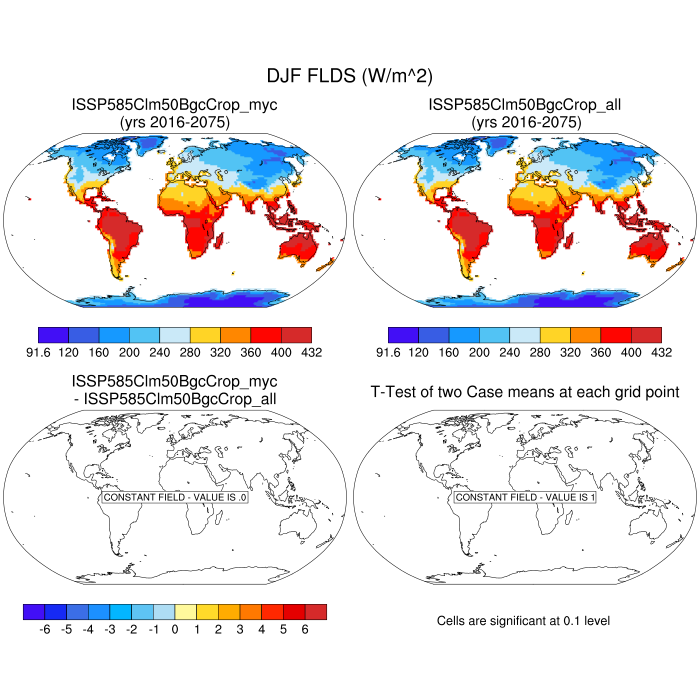 DJF FLDS (W/m^2)
ISSP585Clm50BgcCrop_myc
(yrs 2016-2075)
ISSP585Clm50BgcCrop_all
(yrs 2016-2075)
91.6 120 160 200 240 280 320 360 400 432
91.6 120 160 200 240 280 320 360 400 432
ISSP585Clm50BgcCrop_myc
- ISSP585Clm50BgcCrop_all
T-Test of two Case means at each grid point
CONSTANT FIELD - VALUE IS .0
CONSTANT FIELD - VALUE IS 1
-6 -5 -4 -3 -2 -1 0 1 2 3 4 5 6
Cells are significant at 0.1 level